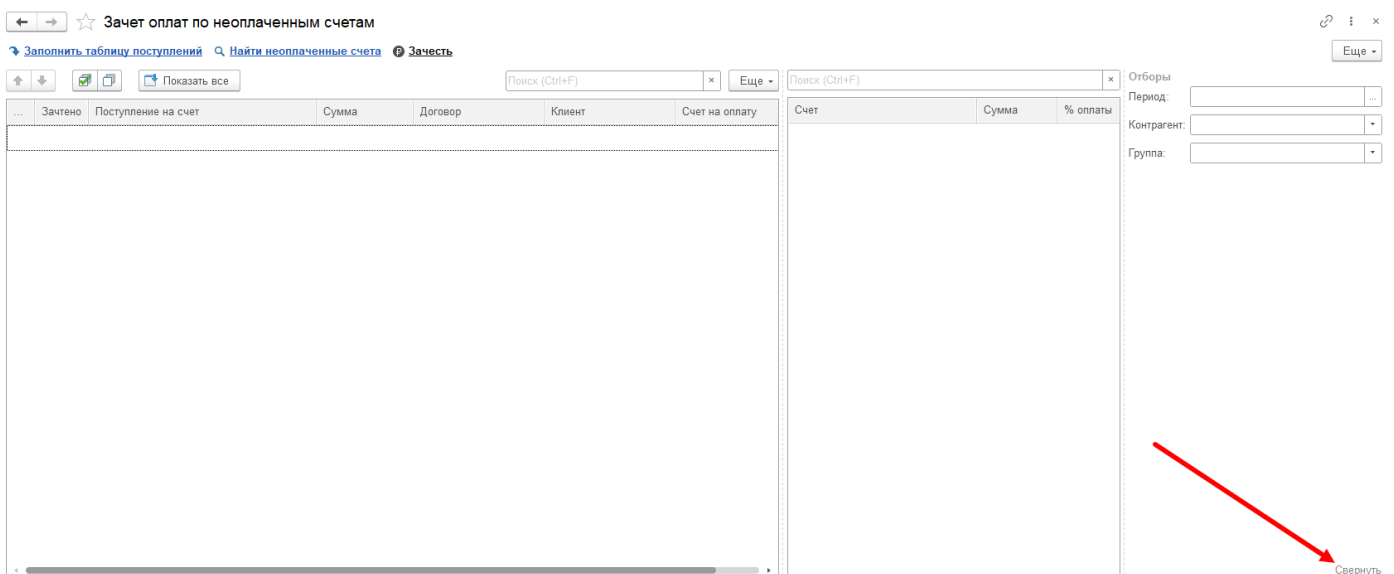 Зачет оплат по неоплаченным счетам
Заполнить таблицу поступлений Найти неоплаченные счета Зачесть
Еще
Показать все
Поиск (Ctrl+F)
×
Еще
Поиск (Ctrl+F)
×
... Зачтено Поступление на счет Сумма Договор Клиент Счет на оплату
Счет Сумма % оплаты
Отборы
Период:
...
Контрагент:
Группа:
Свернуть